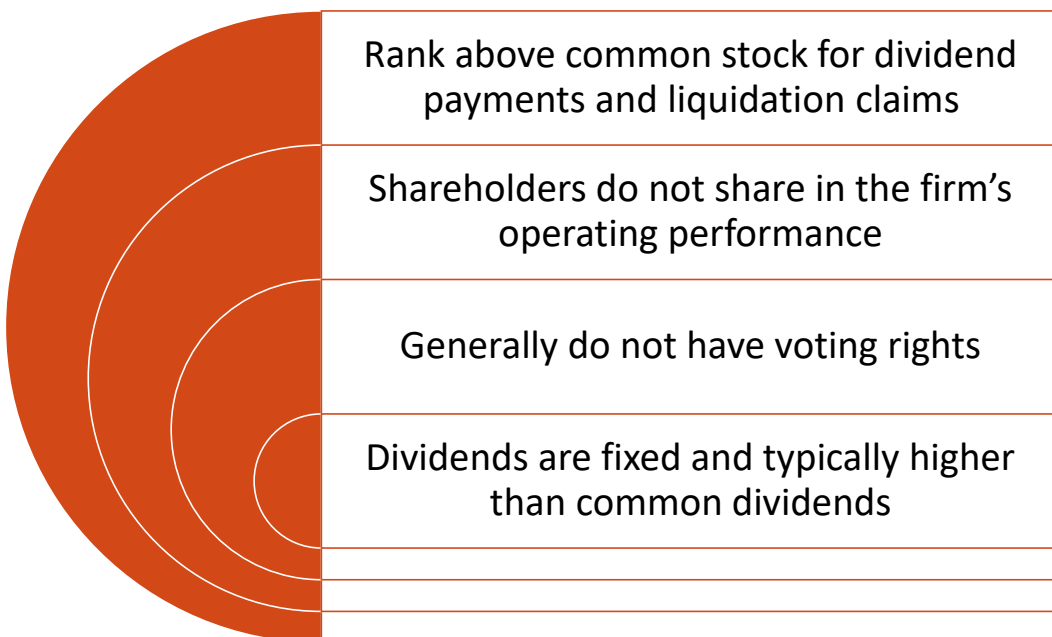 Rank above common stock for dividend
payments and liquidation claims
Shareholders do not share in the firm’s
operating performance
Generally do not have voting rights
Dividends are fixed and typically higher
than common dividends